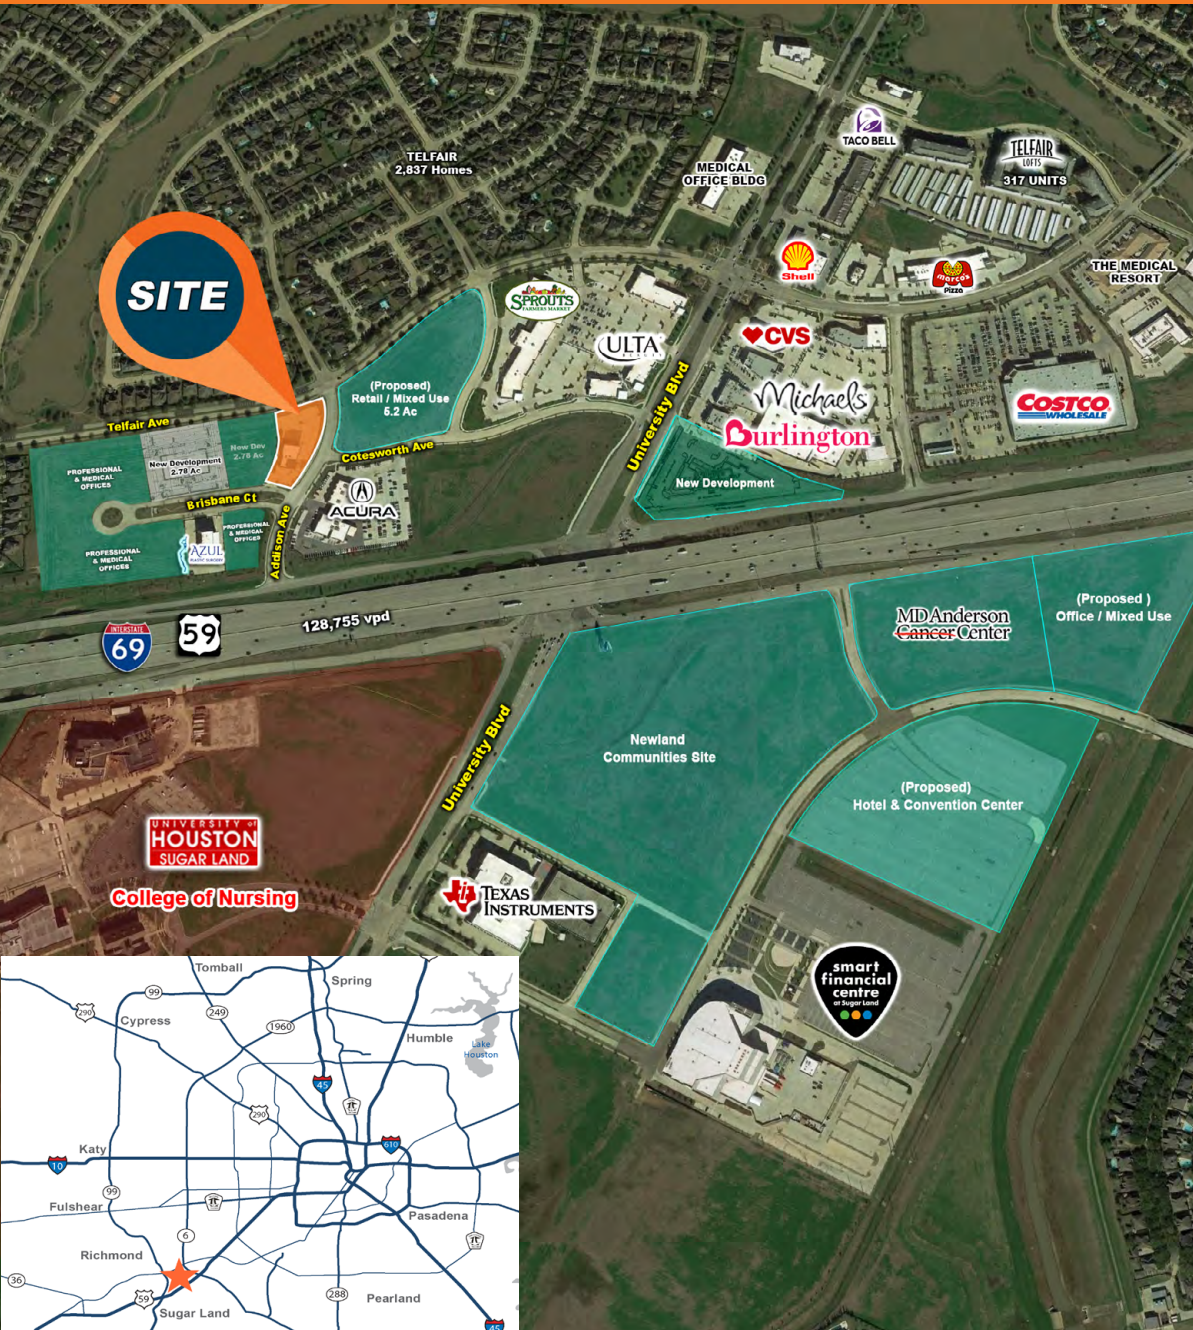 TELFAIR
2,837 Homes
MEDICAL
OFFICE BLDG
TACO BELL
TELFAIR
LOFTS
317 UNITS
Shell
marco's
Pizza
THE MEDICAL
RESORT
SITE
SPROUTS
FARMERS MARKET
ULTA
BEAUTY
CVS
Michaels
Burlington
COSTCO
WHOLESALE
(Proposed)
Retail / Mixed Use
5.2 Ac
University Blvd
Telfair Ave
Cotesworth Ave
New Dev
2.78 Ac
New Development
2.78 Ac
PROFESSIONAL
& MEDICAL
OFFICES
New Development
Brisbane Ct
ACURA
Addison Ave
PROFESSIONAL
& MEDICAL
OFFICES
AZUL
PROFESSIONAL
& MEDICAL
OFFICES
INTERSTATE
69
59
128,755 vpd
MD Anderson
Cancer Center
(Proposed )
Office / Mixed Use
University Blvd
Newland
Communities Site
(Proposed)
Hotel & Convention Center
UNIVERSITY of
HOUSTON
SUGAR LAND
College of Nursing
TEXAS
INSTRUMENTS
smart
financial
centre
at Sugar Land
Tomball
Spring
99
290
249
Cypress
1960
Humble
Lake
Houston
45
290
610
Katy
10
99
Fulshear
Pasadena
6
Richmond
36
59
288
Pearland
Sugar Land
45